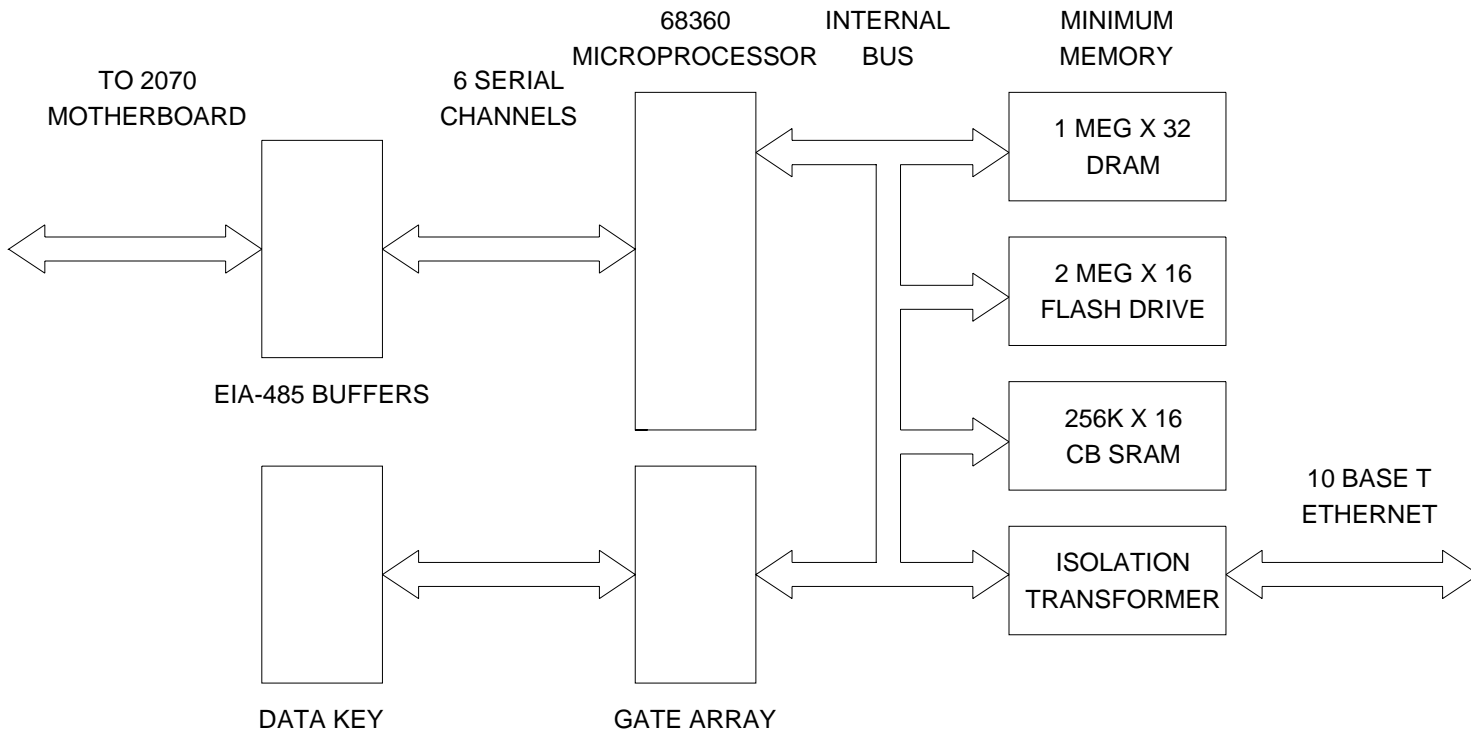 68360
MICROPROCESSOR
INTERNAL
BUS
MINIMUM
MEMORY
TO 2070
MOTHERBOARD
6 SERIAL
CHANNELS
1 MEG X 32
DRAM
2 MEG X 16
FLASH DRIVE
EIA-485 BUFFERS
256K X 16
CB SRAM
10 BASE T
ETHERNET
ISOLATION
TRANSFORMER
DATA KEY
GATE ARRAY